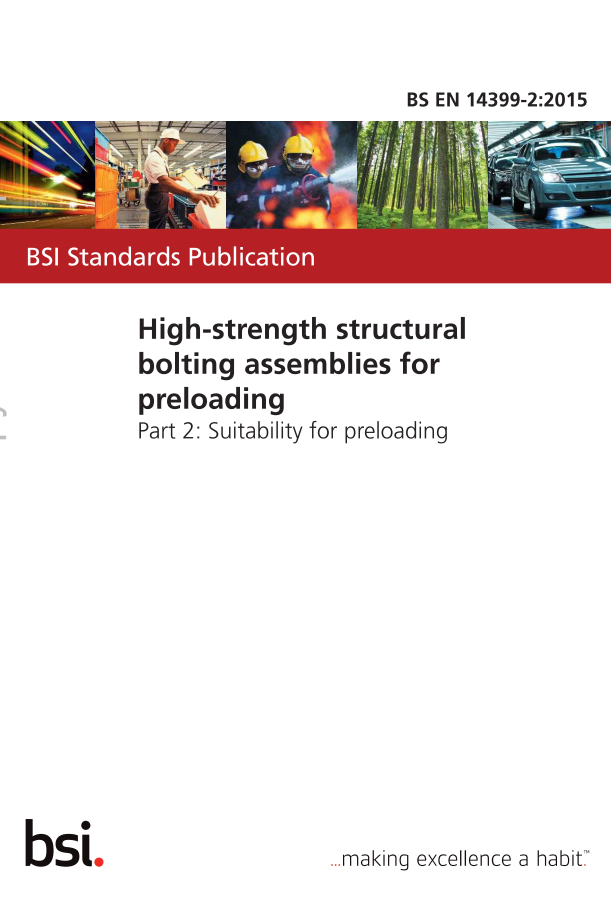 BS EN 14399-2:2015
BSI Standards Publication
High-strength structural
bolting assemblies for
preloading
Part 2: Suitability for preloading
bsi.
...making excellence a habit.™